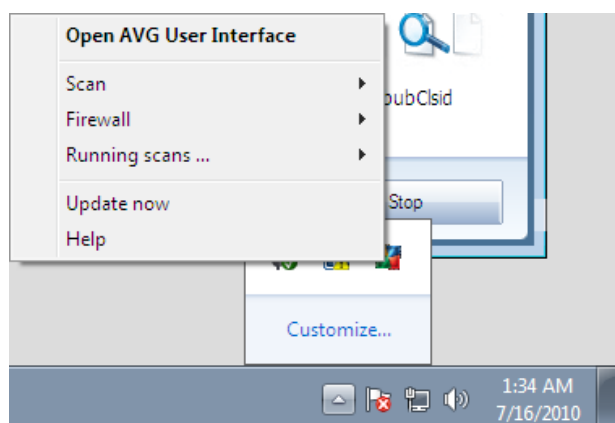 Open AVG User Interface
Scan
Firewall
Running scans ...
Update now
Help
pubClsid
Stop
Customize...
1:34 AM
7/16/2010